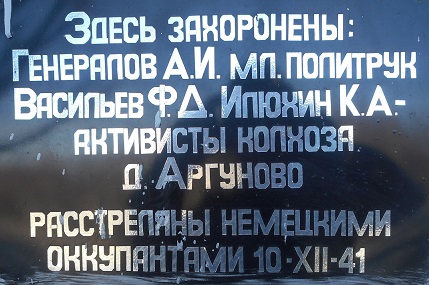 Здесь захоронены:
Генералов А.И. мл. политрук
Васильев Ф.Д. Илюхин К.А.-
активисты колхоза
д. Аргуново
расстреляны немецкими
оккупантами 10-XII-41